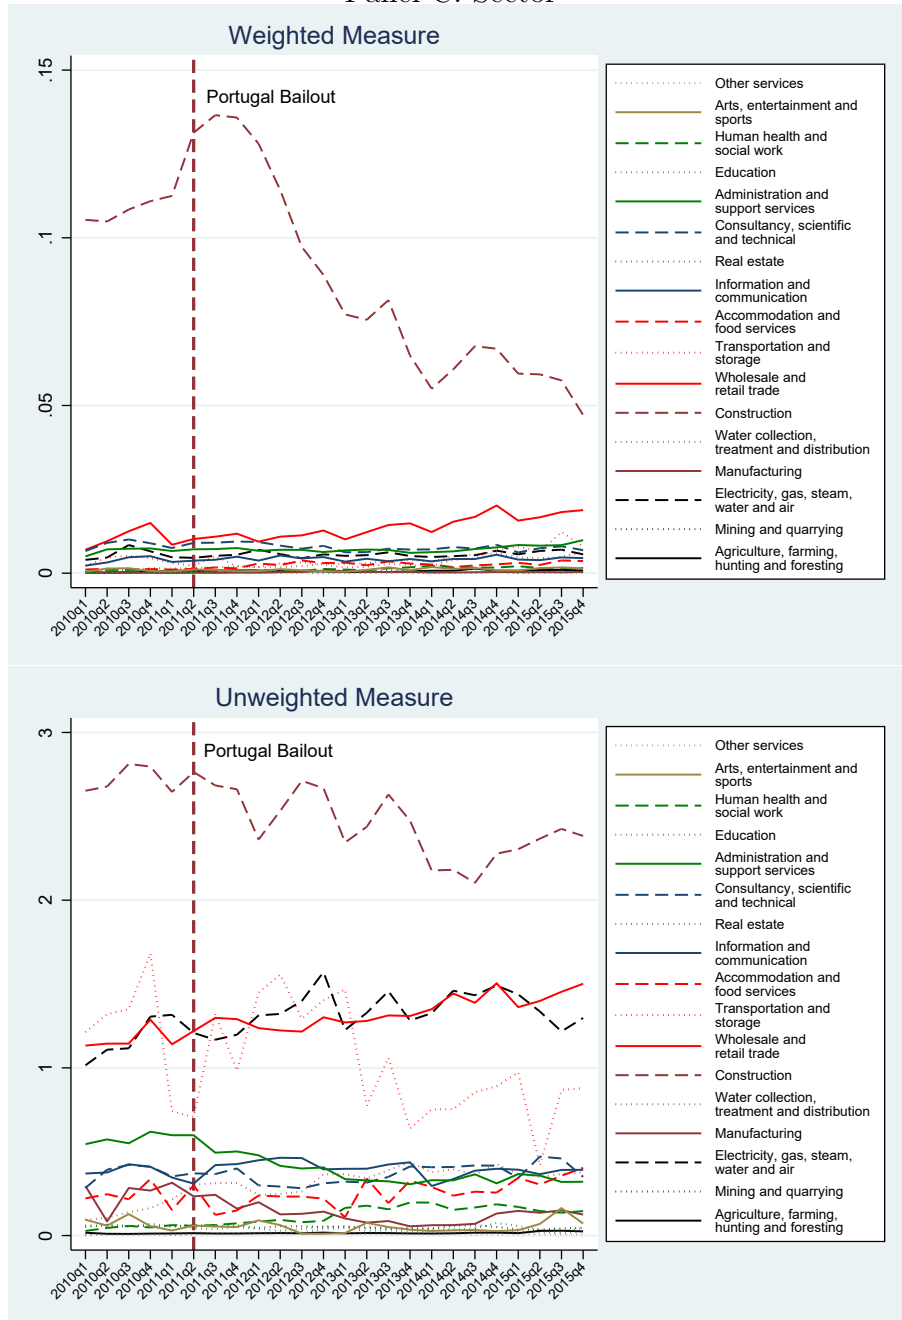 Panel C: Sector
Weighted Measure
.15
.1
.05
0
Portugal Bailout
2010q1
2010q2
2010q3
2010q4
2011q1
2011q2
2011q3
2011q4
2012q1
2012q2
2012q3
2012q4
2013q1
2013q2
2013q3
2013q4
2014q1
2014q2
2014q3
2014q4
2015q1
2015q2
2015q3
2015q4
Other services
Arts, entertainment and
sports
Human health and
social work
Education
Administration and
support services
Consultancy, scientific
and technical
Real estate
Information and
communication
Accommodation and
food services
Transportation and
storage
Wholesale and
retail trade
Construction
Water collection,
treatment and distribution
Manufacturing
Electricity, gas, steam,
water and air
Mining and quarrying
Agriculture, farming,
hunting and foresting
Unweighted Measure
3
2
1
0
Portugal Bailout
2010q1
2010q2
2010q3
2010q4
2011q1
2011q2
2011q3
2011q4
2012q1
2012q2
2012q3
2012q4
2013q1
2013q2
2013q3
2013q4
2014q1
2014q2
2014q3
2014q4
2015q1
2015q2
2015q3
2015q4
Other services
Arts, entertainment and
sports
Human health and
social work
Education
Administration and
support services
Consultancy, scientific
and technical
Real estate
Information and
communication
Accommodation and
food services
Transportation and
storage
Wholesale and
retail trade
Construction
Water collection,
treatment and distribution
Manufacturing
Electricity, gas, steam,
water and air
Mining and quarrying
Agriculture, farming,
hunting and foresting